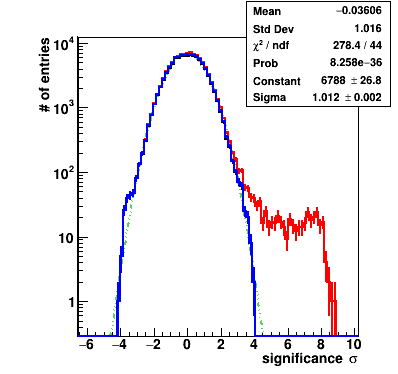 Mean −0.03606
Std Dev 1.016
χ² / ndf 278.4 / 44
Prob 8.258e−36
Constant 6788 ± 26.8
Sigma 1.012 ± 0.002
# of entries
10⁴
10³
10²
10
1
−6 −4 −2 0 2 4 6 8 10
significance σ